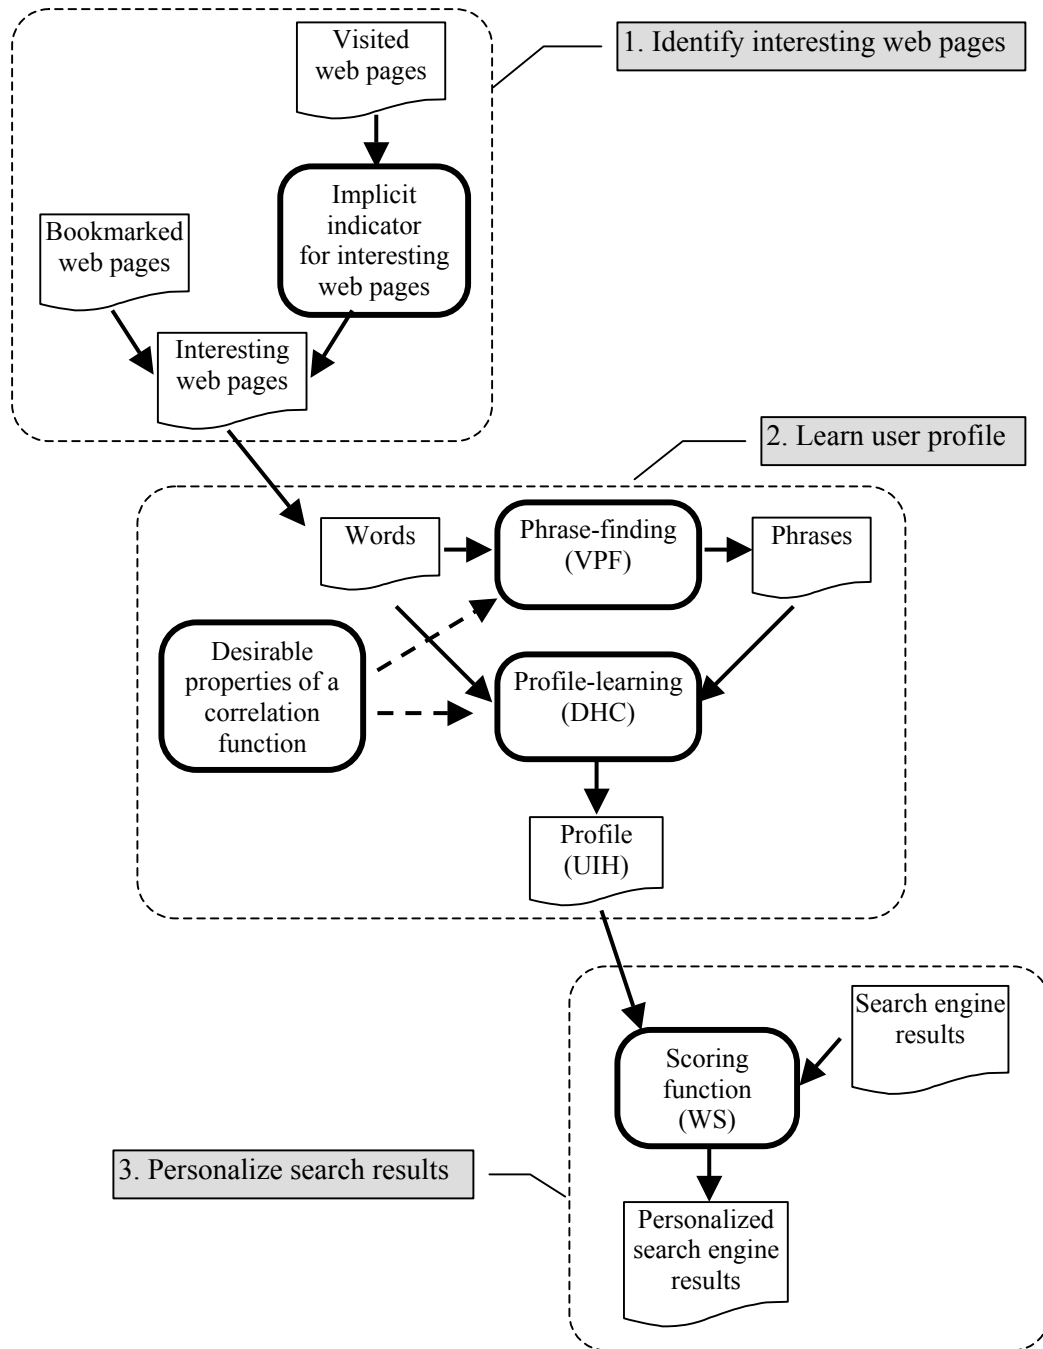 Visited
web pages
1. Identify interesting web pages
Implicit
indicator
for interesting
web pages
Bookmarked
web pages
Interesting
web pages
2. Learn user profile
Words
Phrase-finding
(VPF)
Phrases
Desirable
properties of a
correlation
function
Profile-learning
(DHC)
Profile
(UIH)
Search engine
results
Scoring
function
(WS)
3. Personalize search results
Personalized
search engine
results